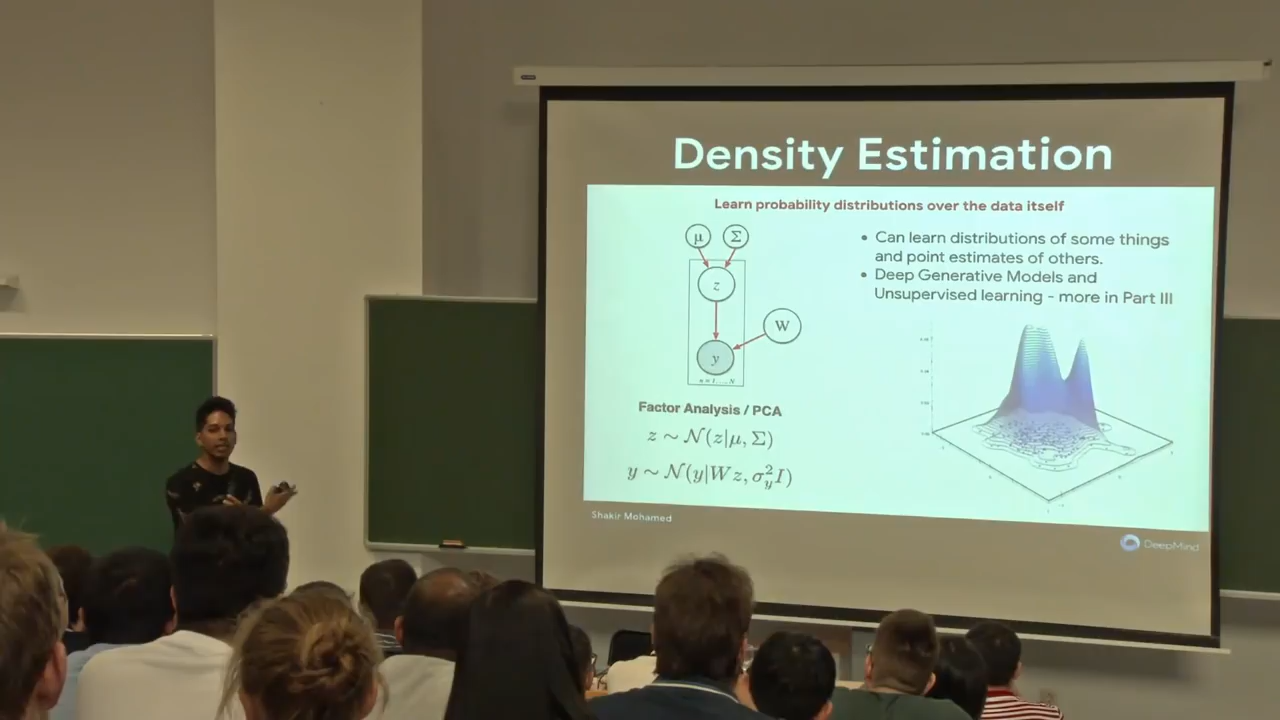 Density Estimation
Learn probability distributions over the data itself
μ Σ
z
W
y
n = 1, ... N
• Can learn distributions of some things
and point estimates of others.
• Deep Generative Models and
Unsupervised learning - more in Part III
Factor Analysis / PCA
z ∼ N(z|μ, Σ)
y ∼ N(y|Wz, σ²_y I)
Shakir Mohamed
DeepMind